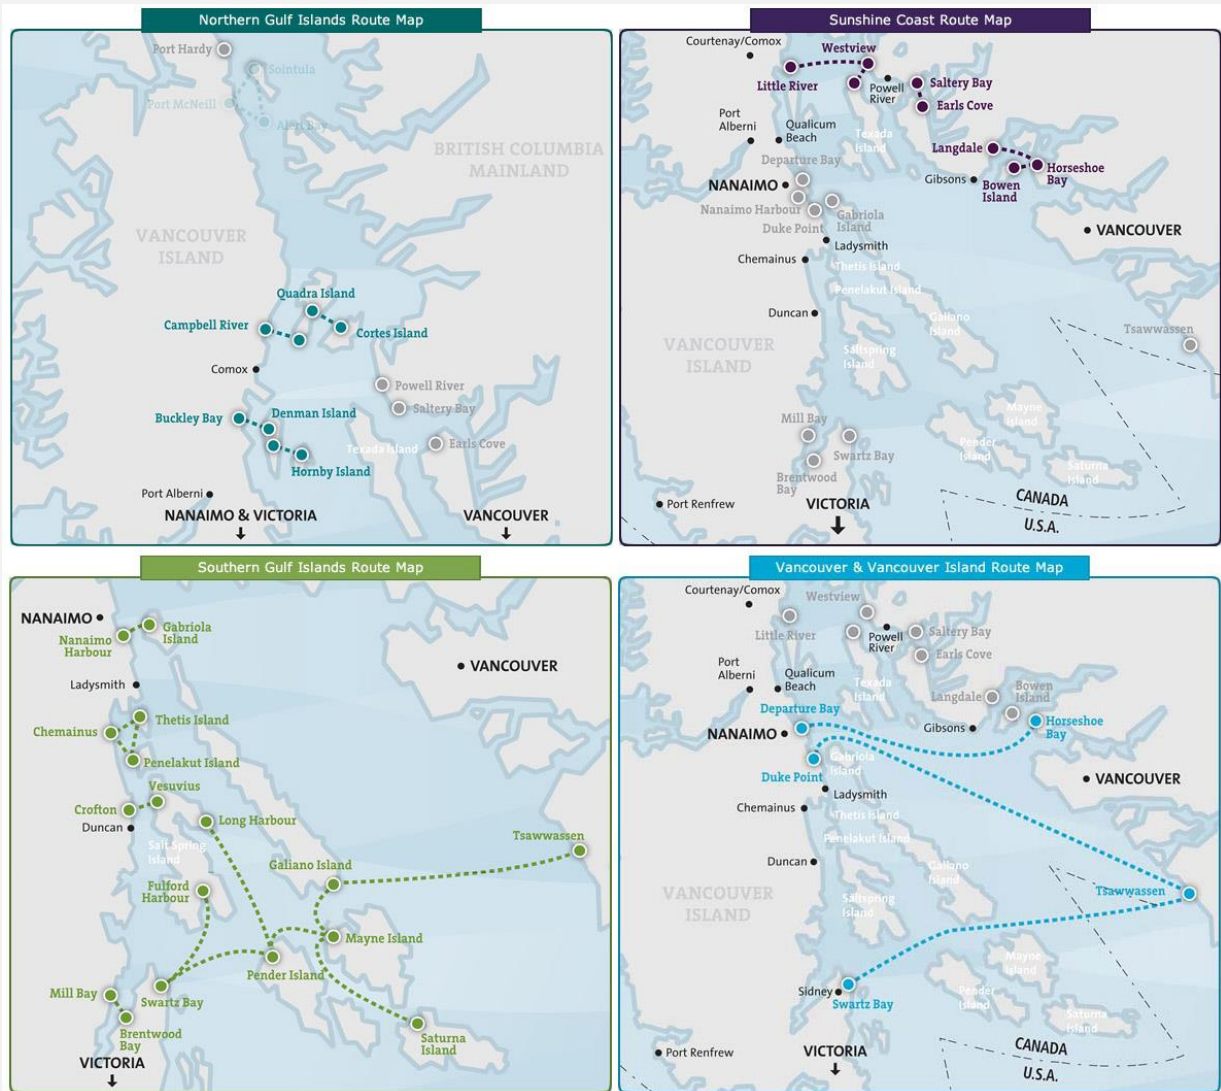 Northern Gulf Islands Route Map
Port Hardy
Sointula
Port McNeill
Alert Bay
BRITISH COLUMBIA
MAINLAND
VANCOUVER
ISLAND
Quadra Island
Campbell River
Cortes Island
Comox
Powell River
Buckley Bay
Denman Island
Saltery Bay
Texada Island
Earls Cove
Hornby Island
Port Alberni
NANAIMO & VICTORIA
VANCOUVER
Sunshine Coast Route Map
Courtenay/Comox
Westview
Little River
Powell
River
Saltery Bay
Earls Cove
Port
Alberni
Qualicum
Beach
Texada
Island
Langdale
Departure Bay
Horseshoe
Bay
NANAIMO
Gibsons
Bowen
Island
Nanaimo Harbour
Gabriola
Island
Duke Point
VANCOUVER
Ladysmith
Chemainus
Thetis Island
Penelakut Island
Duncan
Galiano
Island
Tsawwassen
VANCOUVER
ISLAND
Saltspring
Island
Mayne
Island
Mill Bay
Pender
Island
Swartz Bay
Saturna
Island
Brentwood
Bay
Port Renfrew
VICTORIA
CANADA
U.S.A.
Southern Gulf Islands Route Map
NANAIMO
Gabriola
Island
Nanaimo
Harbour
VANCOUVER
Ladysmith
Thetis Island
Chemainus
Penelakut Island
Vesuvius
Crofton
Long Harbour
Duncan
Tsawwassen
Salt Spring
Island
Galiano Island
Fulford
Harbour
Mayne Island
Pender Island
Mill Bay
Swartz Bay
Brentwood
Bay
Saturna
Island
VICTORIA
Vancouver & Vancouver Island Route Map
Courtenay/Comox
Westview
Little River
Powell
River
Saltery Bay
Earls Cove
Port
Alberni
Qualicum
Beach
Texada
Island
Langdale
Bowen
Island
Departure Bay
Horseshoe
Bay
NANAIMO
Gibsons
Gabriola
Island
Duke Point
VANCOUVER
Ladysmith
Chemainus
Thetis Island
Penelakut Island
Duncan
Galiano
Island
Tsawwassen
VANCOUVER
ISLAND
Saltspring
Island
Mayne
Island
Sidney
Swartz Bay
Pender
Island
Saturna
Island
Port Renfrew
VICTORIA
CANADA
U.S.A.